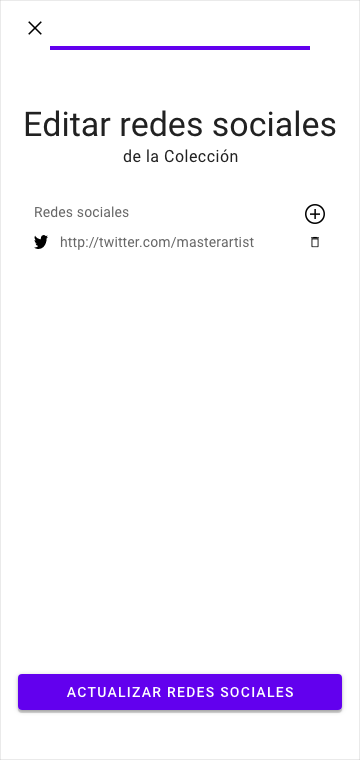 Editar redes sociales
de la Colección
Redes sociales
http://twitter.com/masterartist
ACTUALIZAR REDES SOCIALES